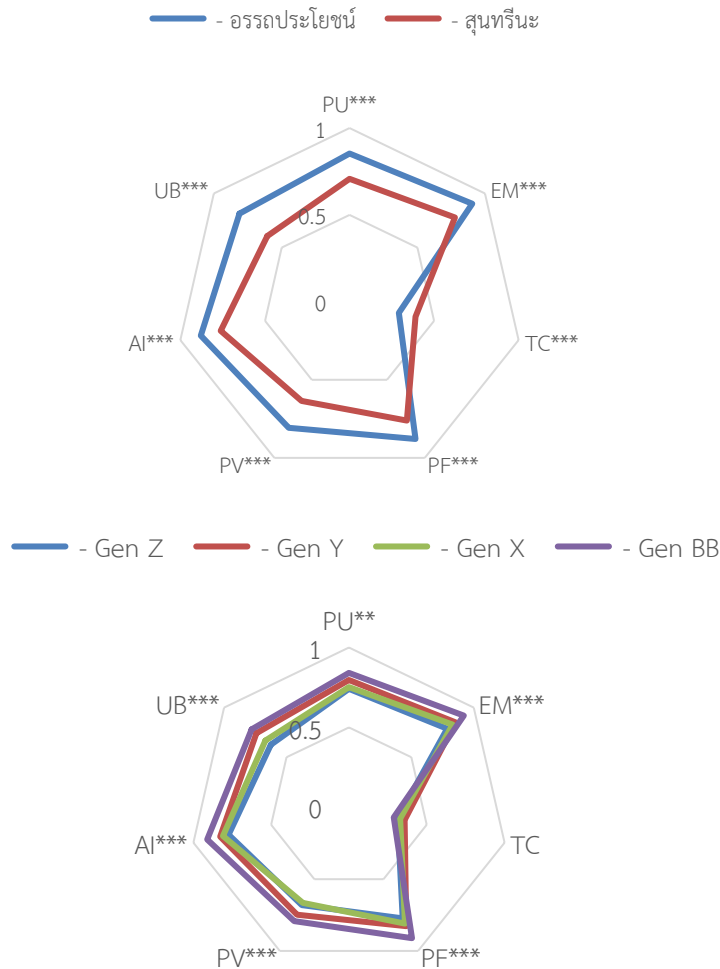 - อรรถประโยชน์ - สุนทรีนะ
PU***
1
UB*** EM***
0.5
0
AI*** TC***
PV*** PF***
- Gen Z - Gen Y - Gen X - Gen BB
PU**
1
UB*** EM***
0.5
0
AI*** TC
PV*** PF***